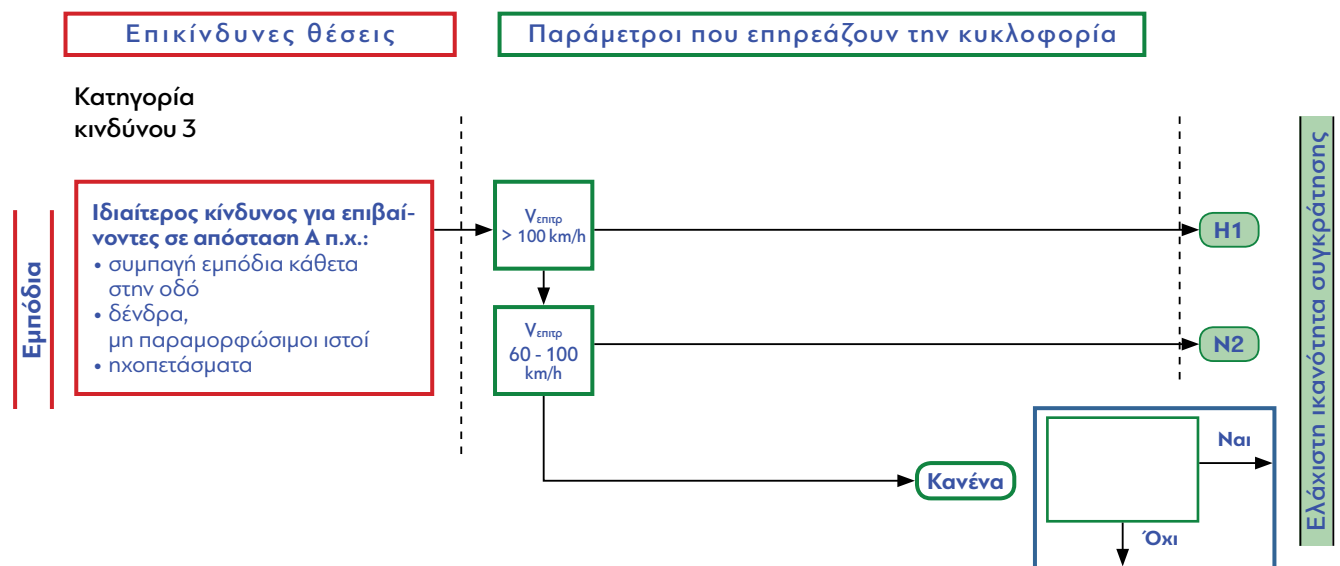 Επικίνδυνες θέσεις
Παράμετροι που επηρεάζουν την κυκλοφορία
Κατηγορία
κινδύνου 3
Εμπόδια
Ιδιαίτερος κίνδυνος για επιβαί-
νοντες σε απόσταση Α π.χ.:
• συμπαγή εμπόδια κάθετα
στην οδό
• δένδρα,
μη παραμορφώσιμοι ιστοί
• ηχοπετάσματα
Vεπιτρ
> 100 km/h
H1
Vεπιτρ
60 - 100
km/h
N2
Κανένα
Ναι
Όχι
Ελάχιστη ικανότητα συγκράτησης